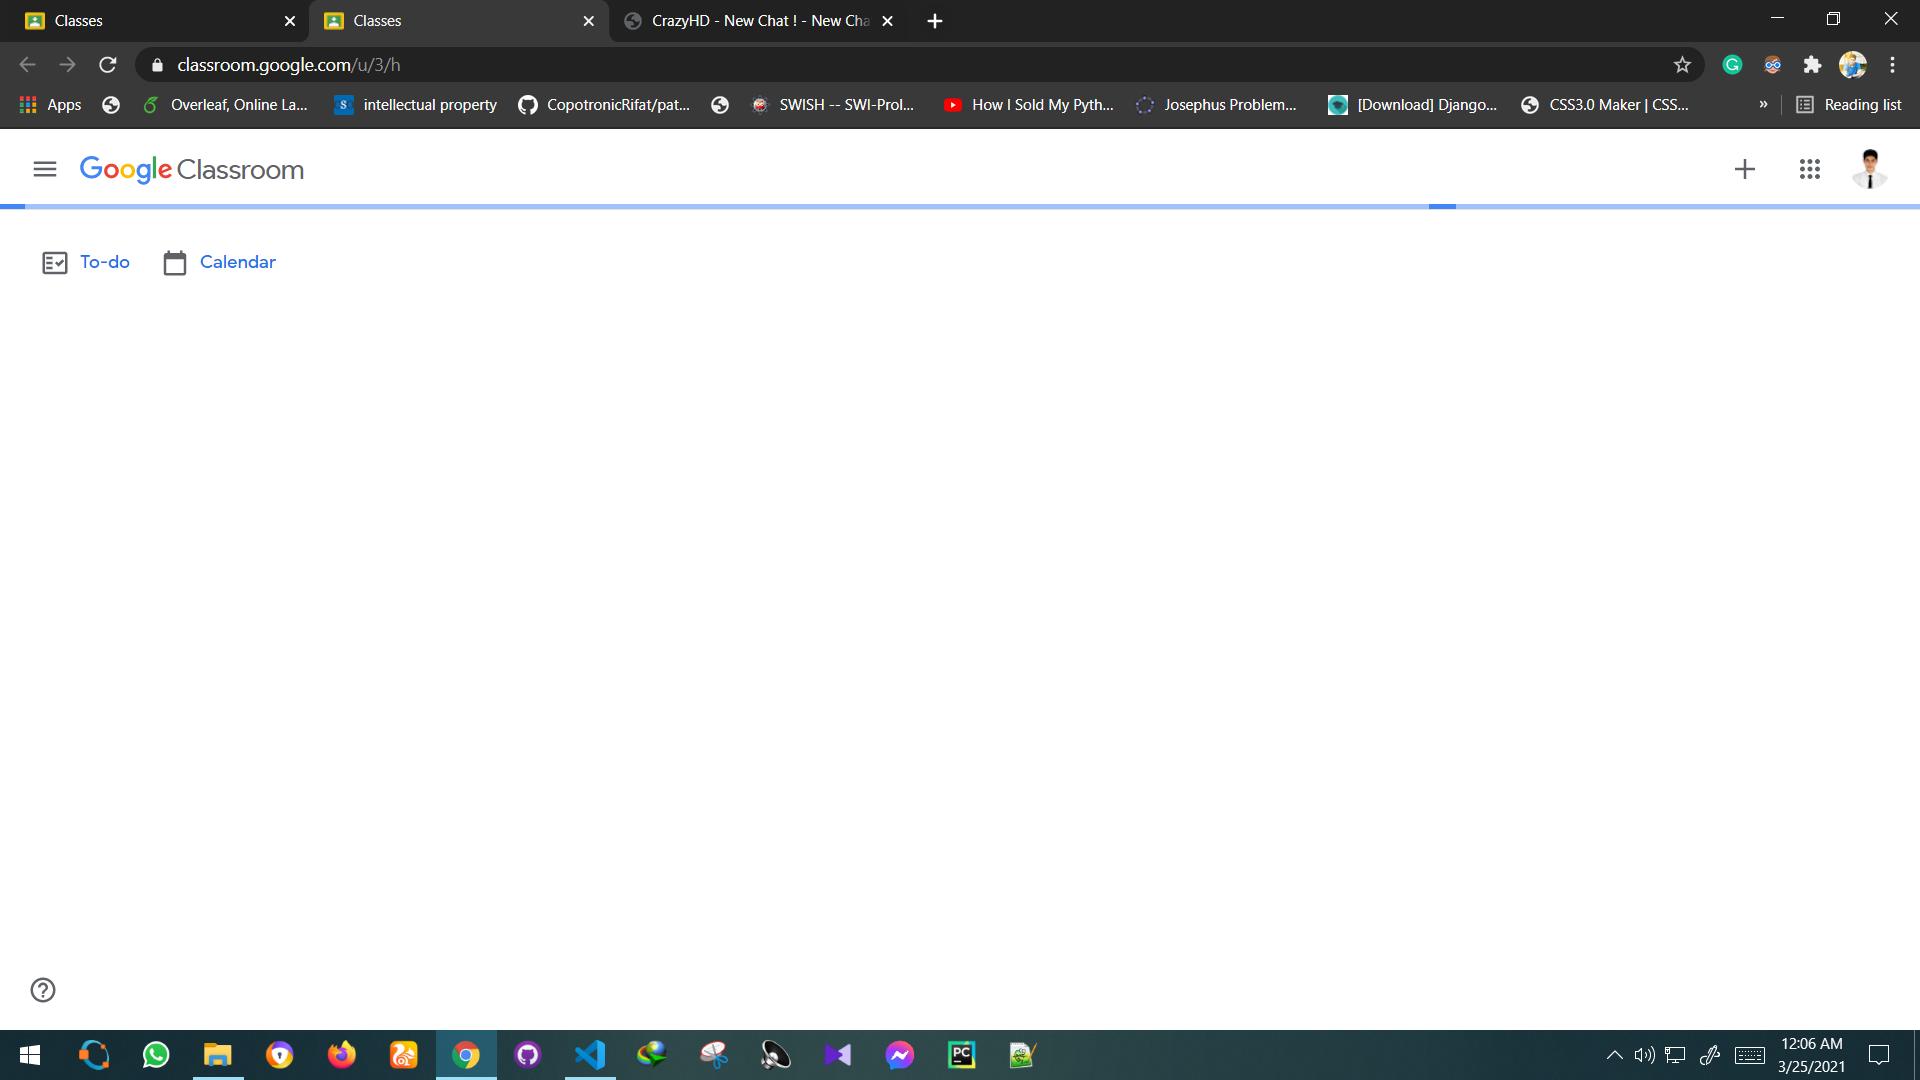 Classes
Classes
CrazyHD - New Chat ! - New Cha
classroom.google.com/u/3/h
Apps
Overleaf, Online La...
intellectual property
CopotronicRifat/pat...
SWISH -- SWI-Prol...
How I Sold My Pyth...
Josephus Problem...
[Download] Django...
CSS3.0 Maker | CSS...
»
Reading list
Google Classroom
To-do
Calendar
12:06 AM
3/25/2021